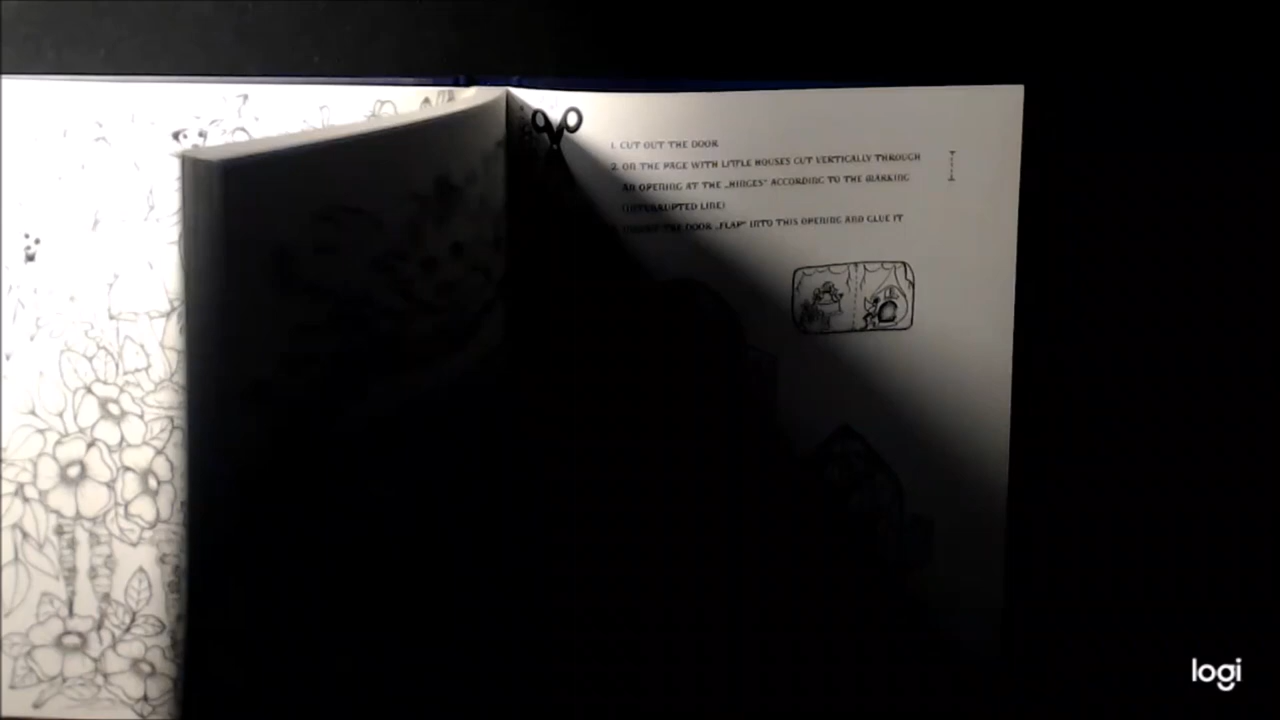 1. CUT OUT THE DOOR
2. ON THE PAGE WITH LITTLE HOUSES CUT VERTICALLY THROUGH
AN OPENING AT THE „HINGES" ACCORDING TO THE MARKING
(INTERRUPTED LINE)
THE DOOR „FLAP" INTO THIS OPENING AND GLUE IT
logi